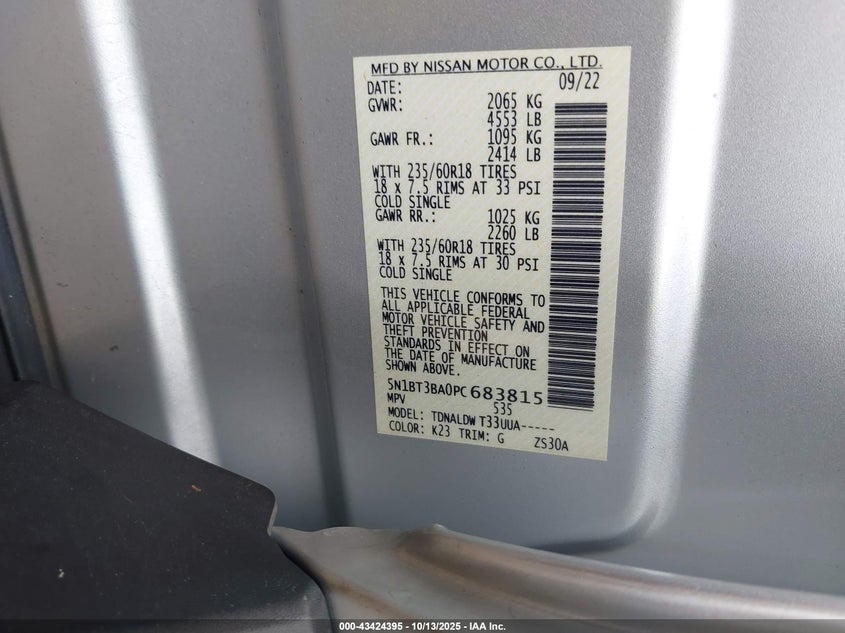 MFD BY NISSAN MOTOR CO., LTD.
DATE: 09/22
GVWR: 2065 KG
4553 LB
GAWR FR.: 1095 KG
2414 LB
WITH 235/60R18 TIRES
18 x 7.5 RIMS AT 33 PSI
COLD SINGLE
GAWR RR.: 1025 KG
2260 LB
WITH 235/60R18 TIRES
18 x 7.5 RIMS AT 30 PSI
COLD SINGLE
THIS VEHICLE CONFORMS TO
ALL APPLICABLE FEDERAL
MOTOR VEHICLE SAFETY AND
THEFT PREVENTION
STANDARDS IN EFFECT ON
THE DATE OF MANUFACTURE
SHOWN ABOVE.
5N1BT3BA0PC683815
MPV S35
MODEL: TDNALDW T33UUA-----
COLOR: K23 TRIM: G ZS30A
000-43424395 • 10/13/2025 • IAA Inc.